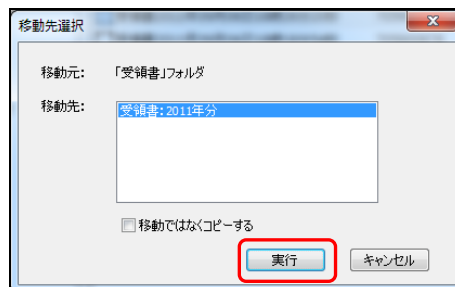 移動先選択
移動元: 「受領書」フォルダ
移動先: 受領書:2011年分
移動ではなくコピーする
実行 キャンセル